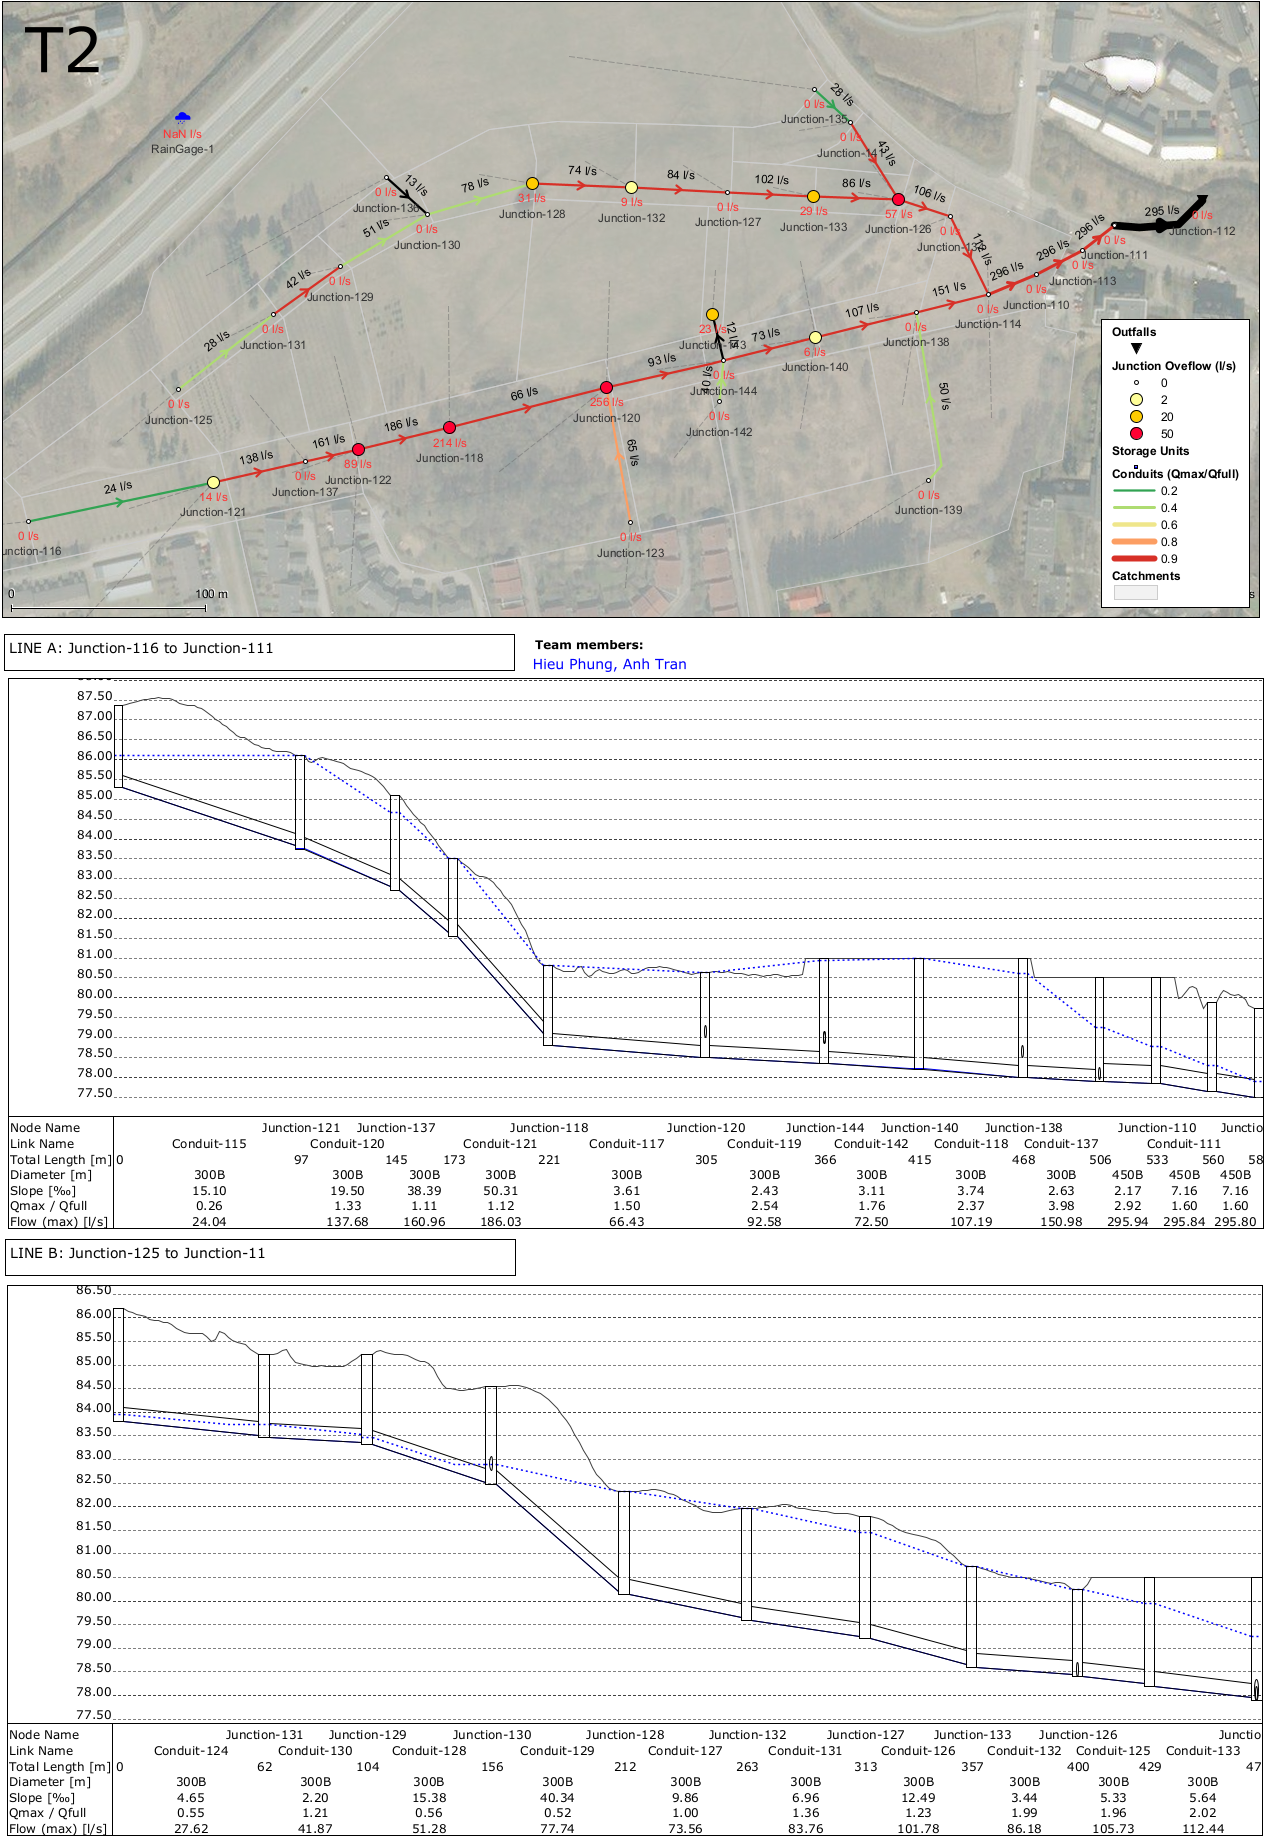 T2
NaN l/s
RainGage-1
28 l/s
0 l/s
Junction-135
0 l/s
43 l/s
13 l/s
0 l/s
78 l/s
31 l/s
Junction-128
74 l/s
9 l/s
Junction-132
84 l/s
0 l/s
Junction-127
102 l/s
29 l/s
Junction-133
86 l/s
57 l/s
Junction-126
106 l/s
0 l/s
295 l/s
0 l/s
Junction-112
0 l/s
Junction-130
51 l/s
42 l/s
0 l/s
Junction-129
28 l/s
0 l/s
Junction-131
0 l/s
Junction-125
296 l/s
296 l/s
296 l/s
0 l/s
Junction-111
0 l/s
Junction-113
0 l/s
Junction-110
151 l/s
0 l/s
Junction-114
107 l/s
0 l/s
Junction-138
73 l/s
6 l/s
Junction-140
12 l/s
93 l/s
0 l/s
Junction-144
0 l/s
Junction-142
66 l/s
256 l/s
Junction-120
186 l/s
214 l/s
Junction-118
161 l/s
89 l/s
Junction-122
138 l/s
0 l/s
Junction-137
24 l/s
14 l/s
Junction-121
0 l/s
unction-116
65 l/s
0 l/s
Junction-123
50 l/s
0 l/s
Junction-139
0
100 m
Outfalls
Junction Oveflow (l/s)
0
2
20
50
Storage Units
Conduits (Qmax/Qfull)
0.2
0.4
0.6
0.8
0.9
Catchments
LINE A: Junction-116 to Junction-111
Team members:
Hieu Phung, Anh Tran
87.50
87.00
86.50
86.00
85.50
85.00
84.50
84.00
83.50
83.00
82.50
82.00
81.50
81.00
80.50
80.00
79.50
79.00
78.50
78.00
77.50
Node Name Junction-121 Junction-137 Junction-118 Junction-120 Junction-144 Junction-140 Junction-138 Junction-110 Junctio
Link Name Conduit-115 Conduit-120 Conduit-121 Conduit-117 Conduit-119 Conduit-142 Conduit-118 Conduit-137 Conduit-111
Total Length [m] 0 97 145 173 221 305 366 415 468 506 533 560 58
Diameter [m] 300B 300B 300B 300B 300B 300B 300B 300B 300B 450B 450B 450B
Slope [‰] 15.10 19.50 38.39 50.31 3.61 2.43 3.11 3.74 2.63 2.17 7.16 7.16
Qmax / Qfull 0.26 1.33 1.11 1.12 1.50 2.54 1.76 2.37 3.98 2.92 1.60 1.60
Flow (max) [l/s] 24.04 137.68 160.96 186.03 66.43 92.58 72.50 107.19 150.98 295.94 295.84 295.80
LINE B: Junction-125 to Junction-11
86.50
86.00
85.50
85.00
84.50
84.00
83.50
83.00
82.50
82.00
81.50
81.00
80.50
80.00
79.50
79.00
78.50
78.00
77.50
Node Name Junction-131 Junction-129 Junction-130 Junction-128 Junction-132 Junction-127 Junction-133 Junction-126 Junctio
Link Name Conduit-124 Conduit-130 Conduit-128 Conduit-129 Conduit-127 Conduit-131 Conduit-126 Conduit-132 Conduit-125 Conduit-133
Total Length [m] 0 62 104 156 212 263 313 357 400 429 47
Diameter [m] 300B 300B 300B 300B 300B 300B 300B 300B 300B 300B
Slope [‰] 4.65 2.20 15.38 40.34 9.86 6.96 12.49 3.44 5.33 5.64
Qmax / Qfull 0.55 1.21 0.56 0.52 1.00 1.36 1.23 1.99 1.96 2.02
Flow (max) [l/s] 27.62 41.87 51.28 77.74 73.56 83.76 101.78 86.18 105.73 112.44